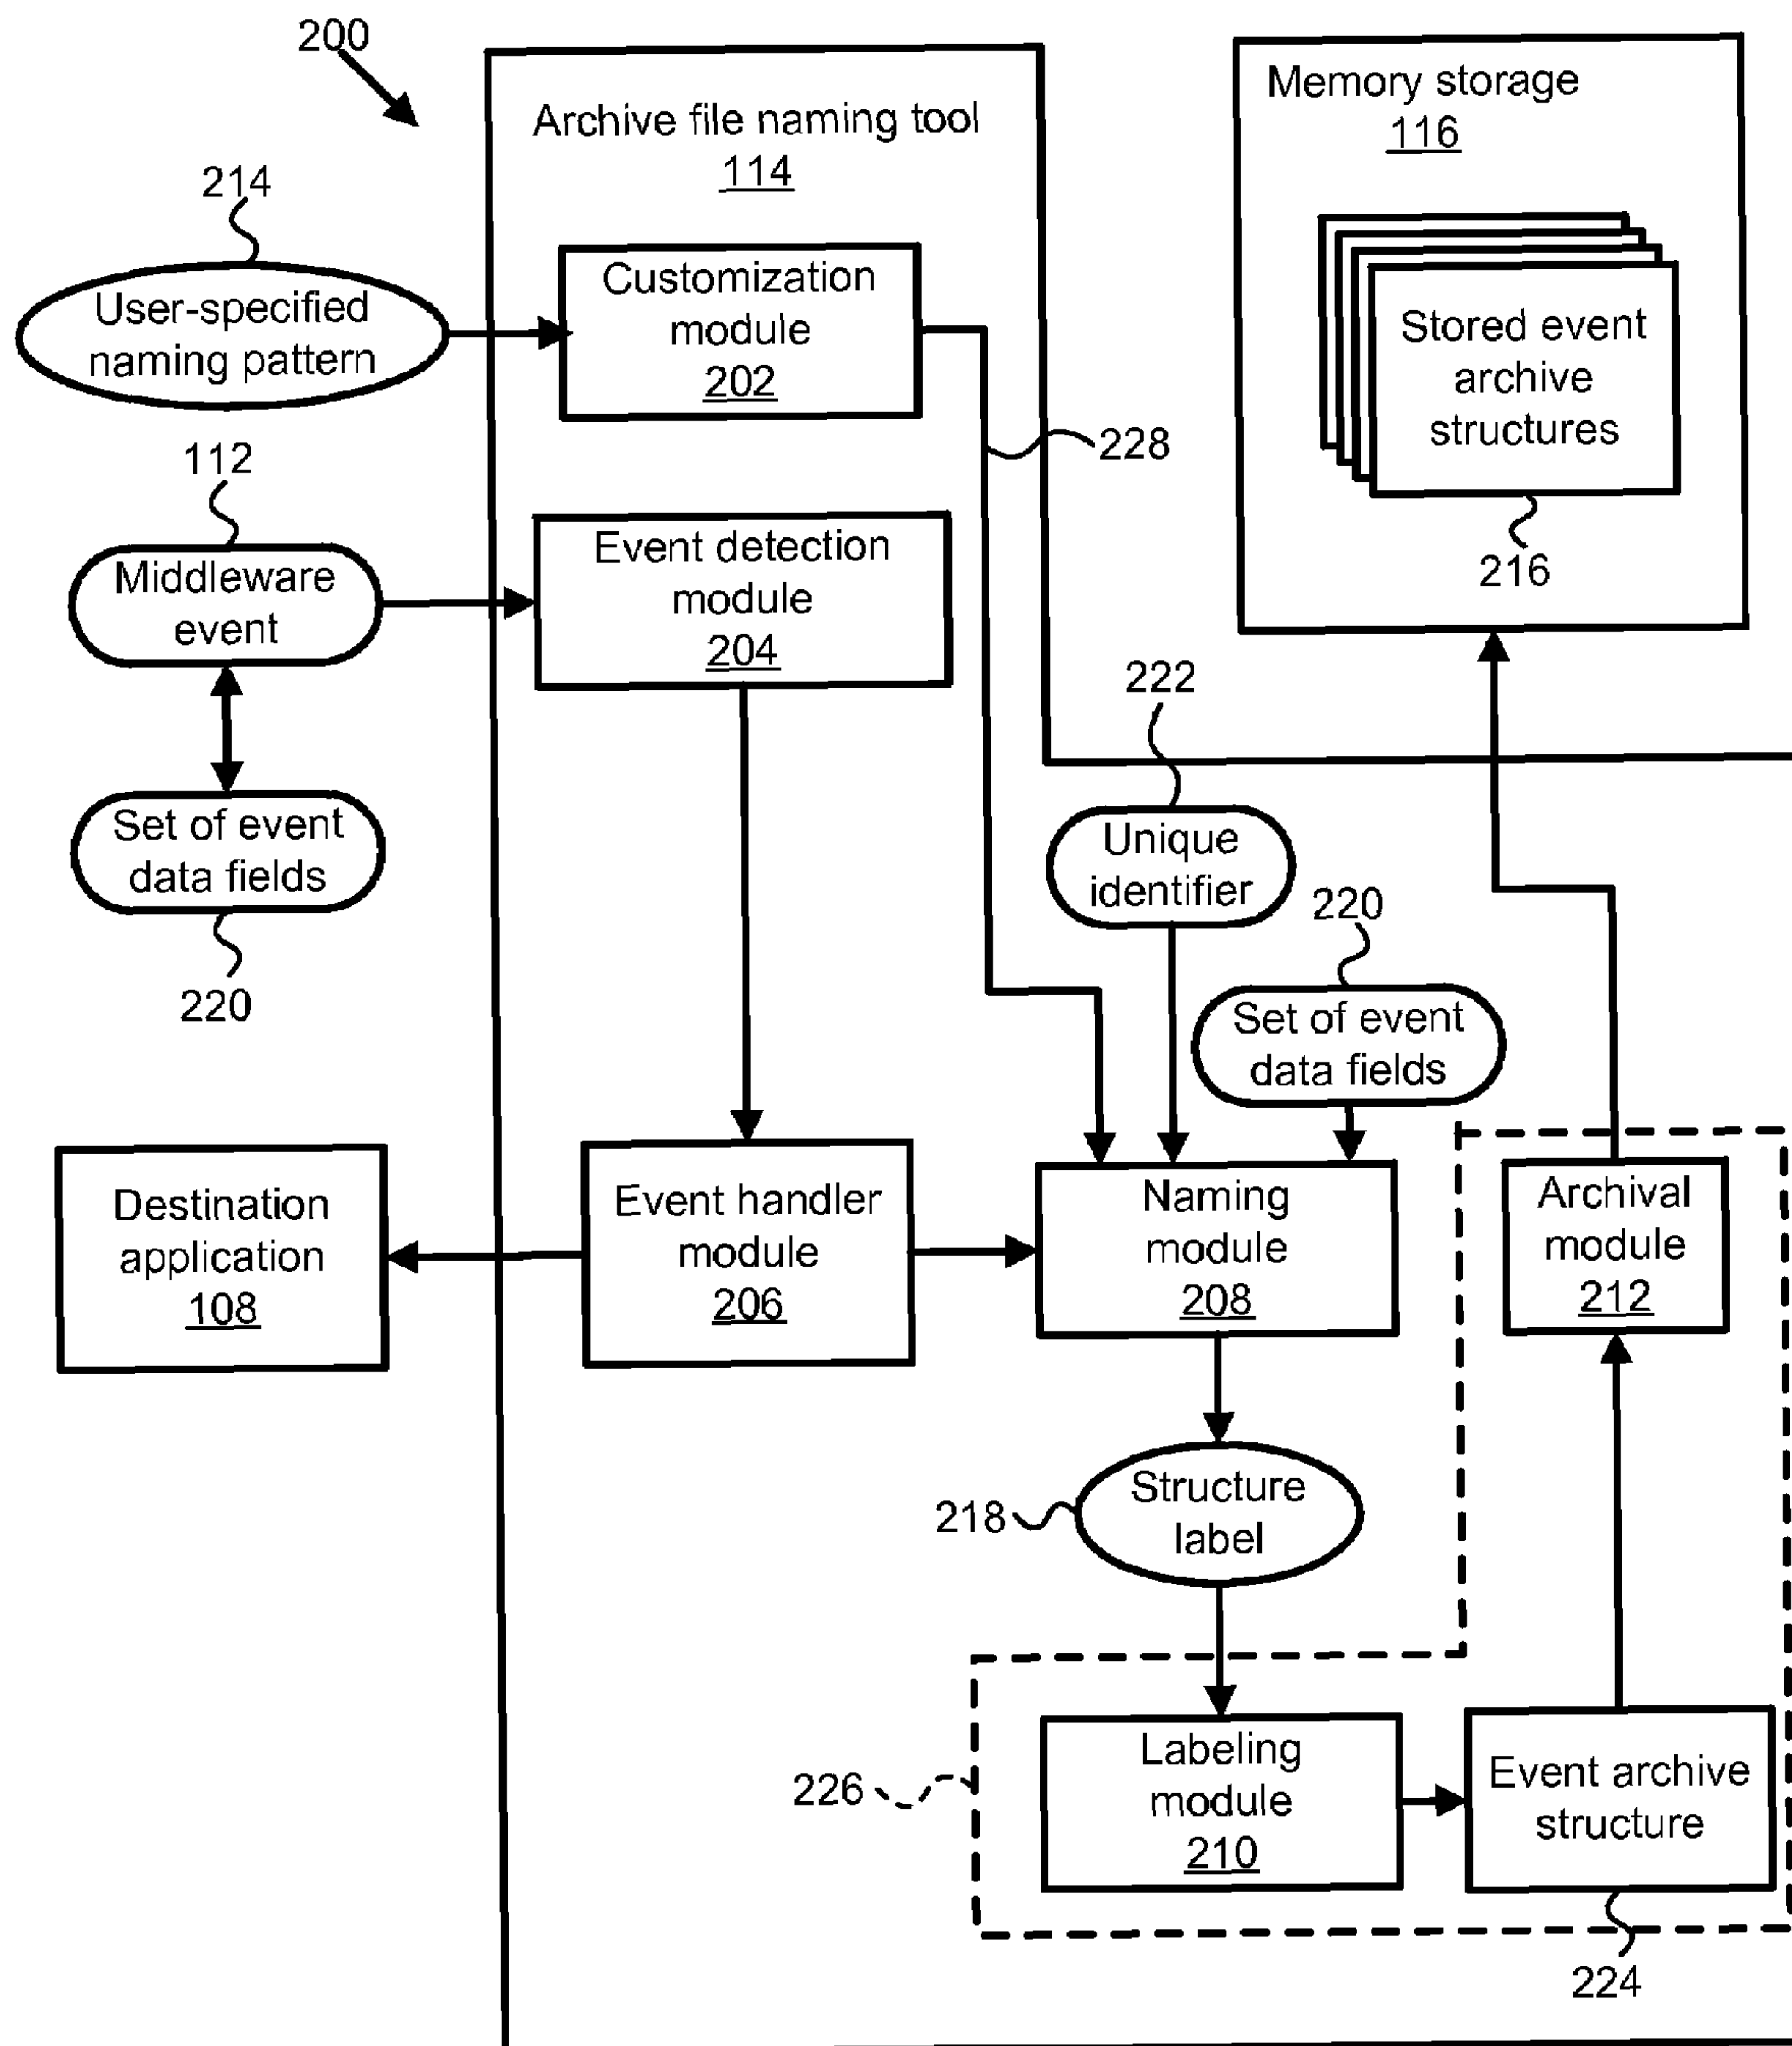 200
Archive file naming tool
114
Memory storage
116
214
User-specified
naming pattern
Customization
module
202
Stored event
archive
structures
216
228
112
Middleware
event
Event detection
module
204
Set of event
data fields
220
222
Unique
identifier
220
Set of event
data fields
Destination
application
108
Event handler
module
206
Naming
module
208
Archival
module
212
218
Structure
label
226
Labeling
module
210
Event archive
structure
224